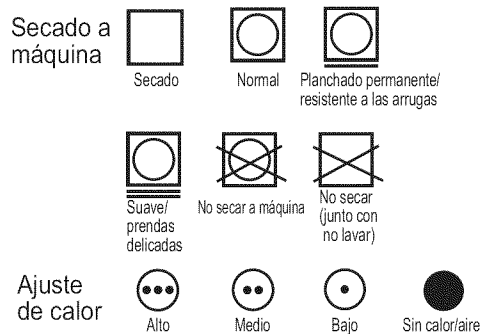 Secado a
máquina
Secado
Normal
Planchado permanente/
resistente a las arrugas
Suave/
prendas
delicadas
No secar a máquina
No secar
(junto con
no lavar)
Ajuste
de calor
Alto
Medio
Bajo
Sin calor/aire